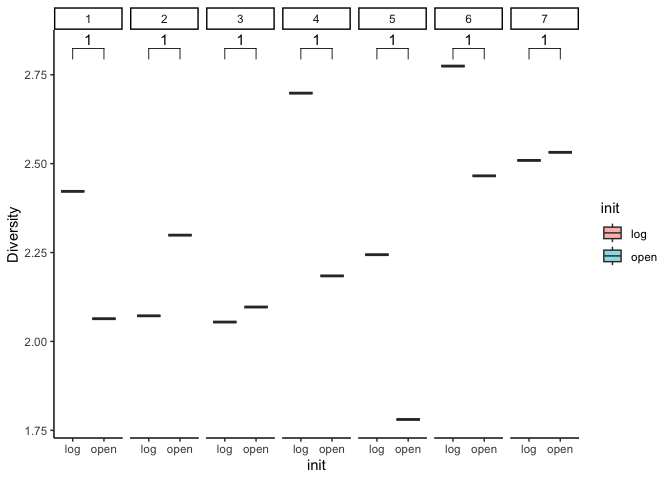 1 2 3 4 5 6 7
1 1 1 1 1 1 1
2.75
2.50
2.25
2.00
1.75
Diversity
log open log open log open log open log open log open log open
init
init
log
open